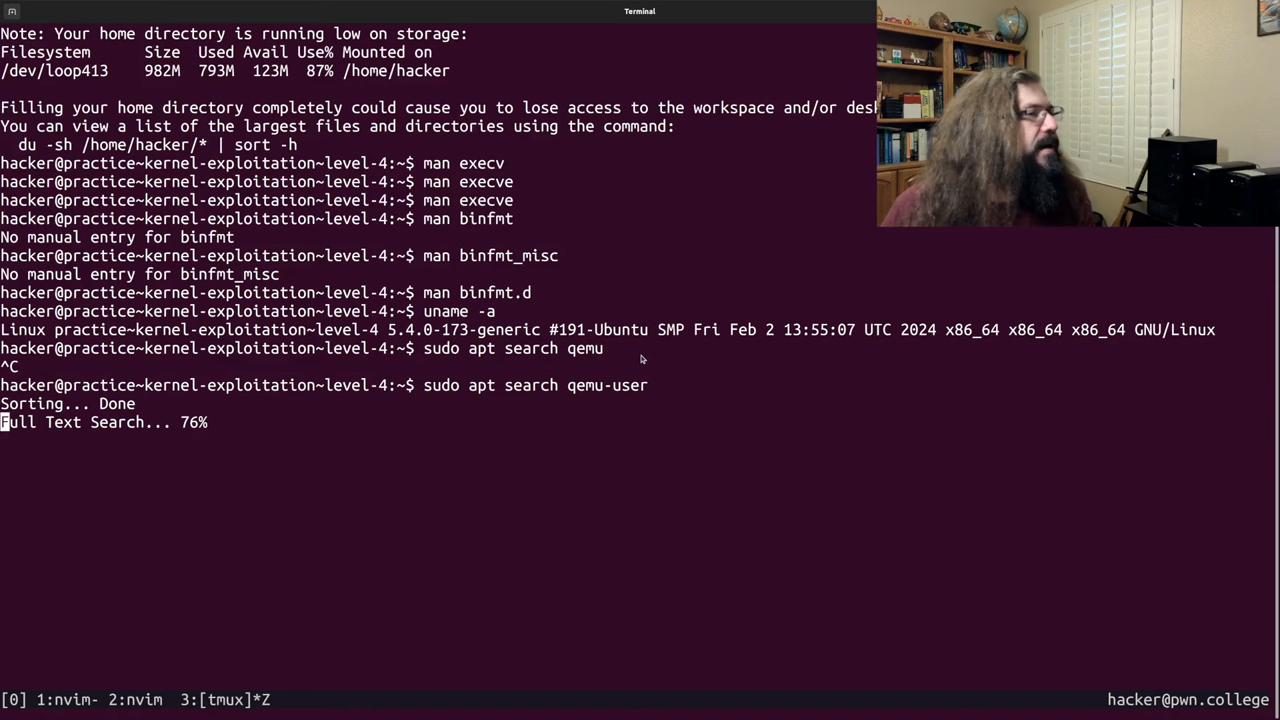 Terminal
Note: Your home directory is running low on storage:
Filesystem Size Used Avail Use% Mounted on
/dev/loop413 982M 793M 123M 87% /home/hacker
Filling your home directory completely could cause you to lose access to the workspace and/or desk
You can view a list of the largest files and directories using the command:
du -sh /home/hacker/* | sort -h
hacker@practice~kernel-exploitation~level-4:~$ man execv
hacker@practice~kernel-exploitation~level-4:~$ man execve
hacker@practice~kernel-exploitation~level-4:~$ man execve
hacker@practice~kernel-exploitation~level-4:~$ man binfmt
No manual entry for binfmt
hacker@practice~kernel-exploitation~level-4:~$ man binfmt_misc
No manual entry for binfmt_misc
hacker@practice~kernel-exploitation~level-4:~$ man binfmt.d
hacker@practice~kernel-exploitation~level-4:~$ uname -a
Linux practice~kernel-exploitation~level-4 5.4.0-173-generic #191-Ubuntu SMP Fri Feb 2 13:55:07 UTC 2024 x86_64 x86_64 x86_64 GNU/Linux
hacker@practice~kernel-exploitation~level-4:~$ sudo apt search qemu
^C
hacker@practice~kernel-exploitation~level-4:~$ sudo apt search qemu-user
Sorting... Done
Full Text Search... 76%
[0] 1:nvim- 2:nvim 3:[tmux]*Z hacker@pwn.college